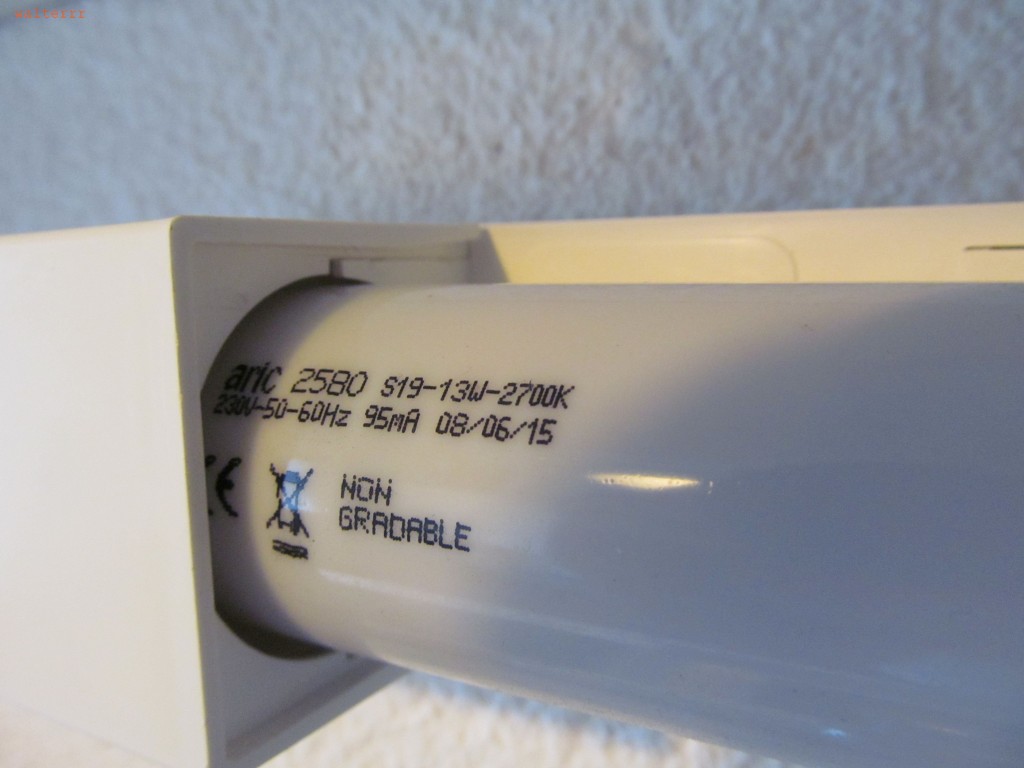 aric 2580 S19-13W-2700K
230V-50-60Hz 95mA 08/06/15
CE
NON
GRADABLE